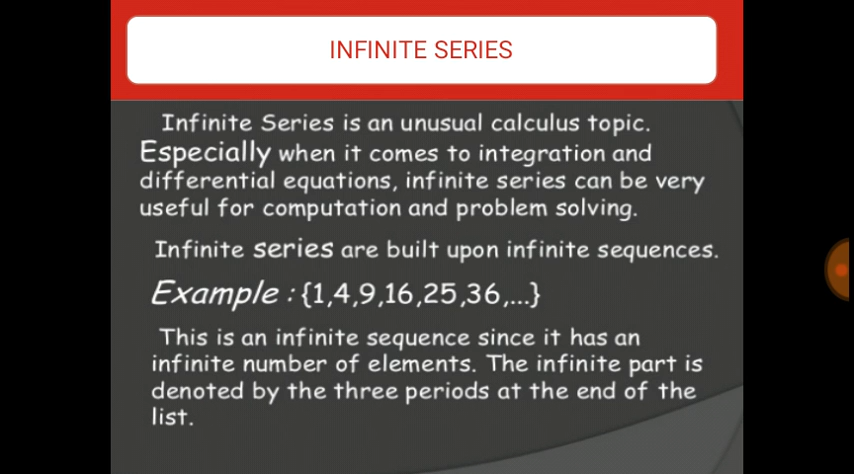 INFINITE SERIES
Infinite Series is an unusual calculus topic.
Especially when it comes to integration and
differential equations, infinite series can be very
useful for computation and problem solving.
Infinite series are built upon infinite sequences.
Example : {1,4,9,16,25,36,...}
This is an infinite sequence since it has an
infinite number of elements. The infinite part is
denoted by the three periods at the end of the
list.